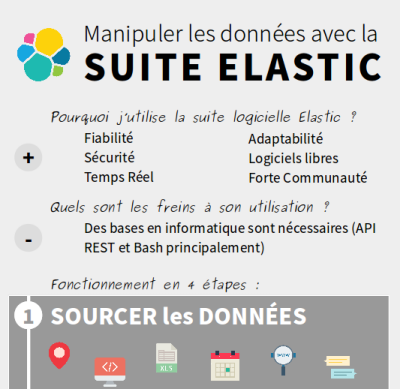 Manipuler les données avec la
SUITE ELASTIC
Pourquoi j'utilise la suite logicielle Elastic ?
+
Fiabilité
Sécurité
Temps Réel
Adaptabilité
Logiciels libres
Forte Communauté
Quels sont les freins à son utilisation ?
-
Des bases en informatique sont nécessaires (API
REST et Bash principalement)
Fonctionnement en 4 étapes :
1 SOURCER les DONNÉES
</>
XLS
www